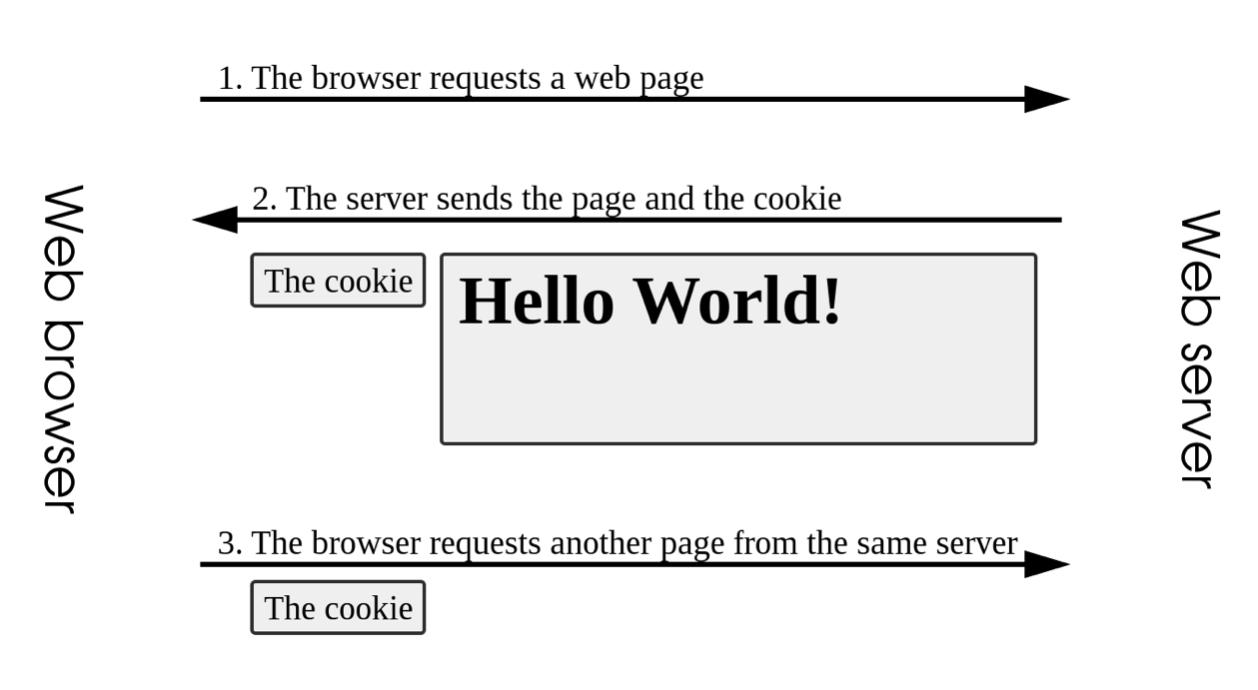 1. The browser requests a web page
2. The server sends the page and the cookie
The cookie
Hello World!
Web browser
Web server
3. The browser requests another page from the same server
The cookie